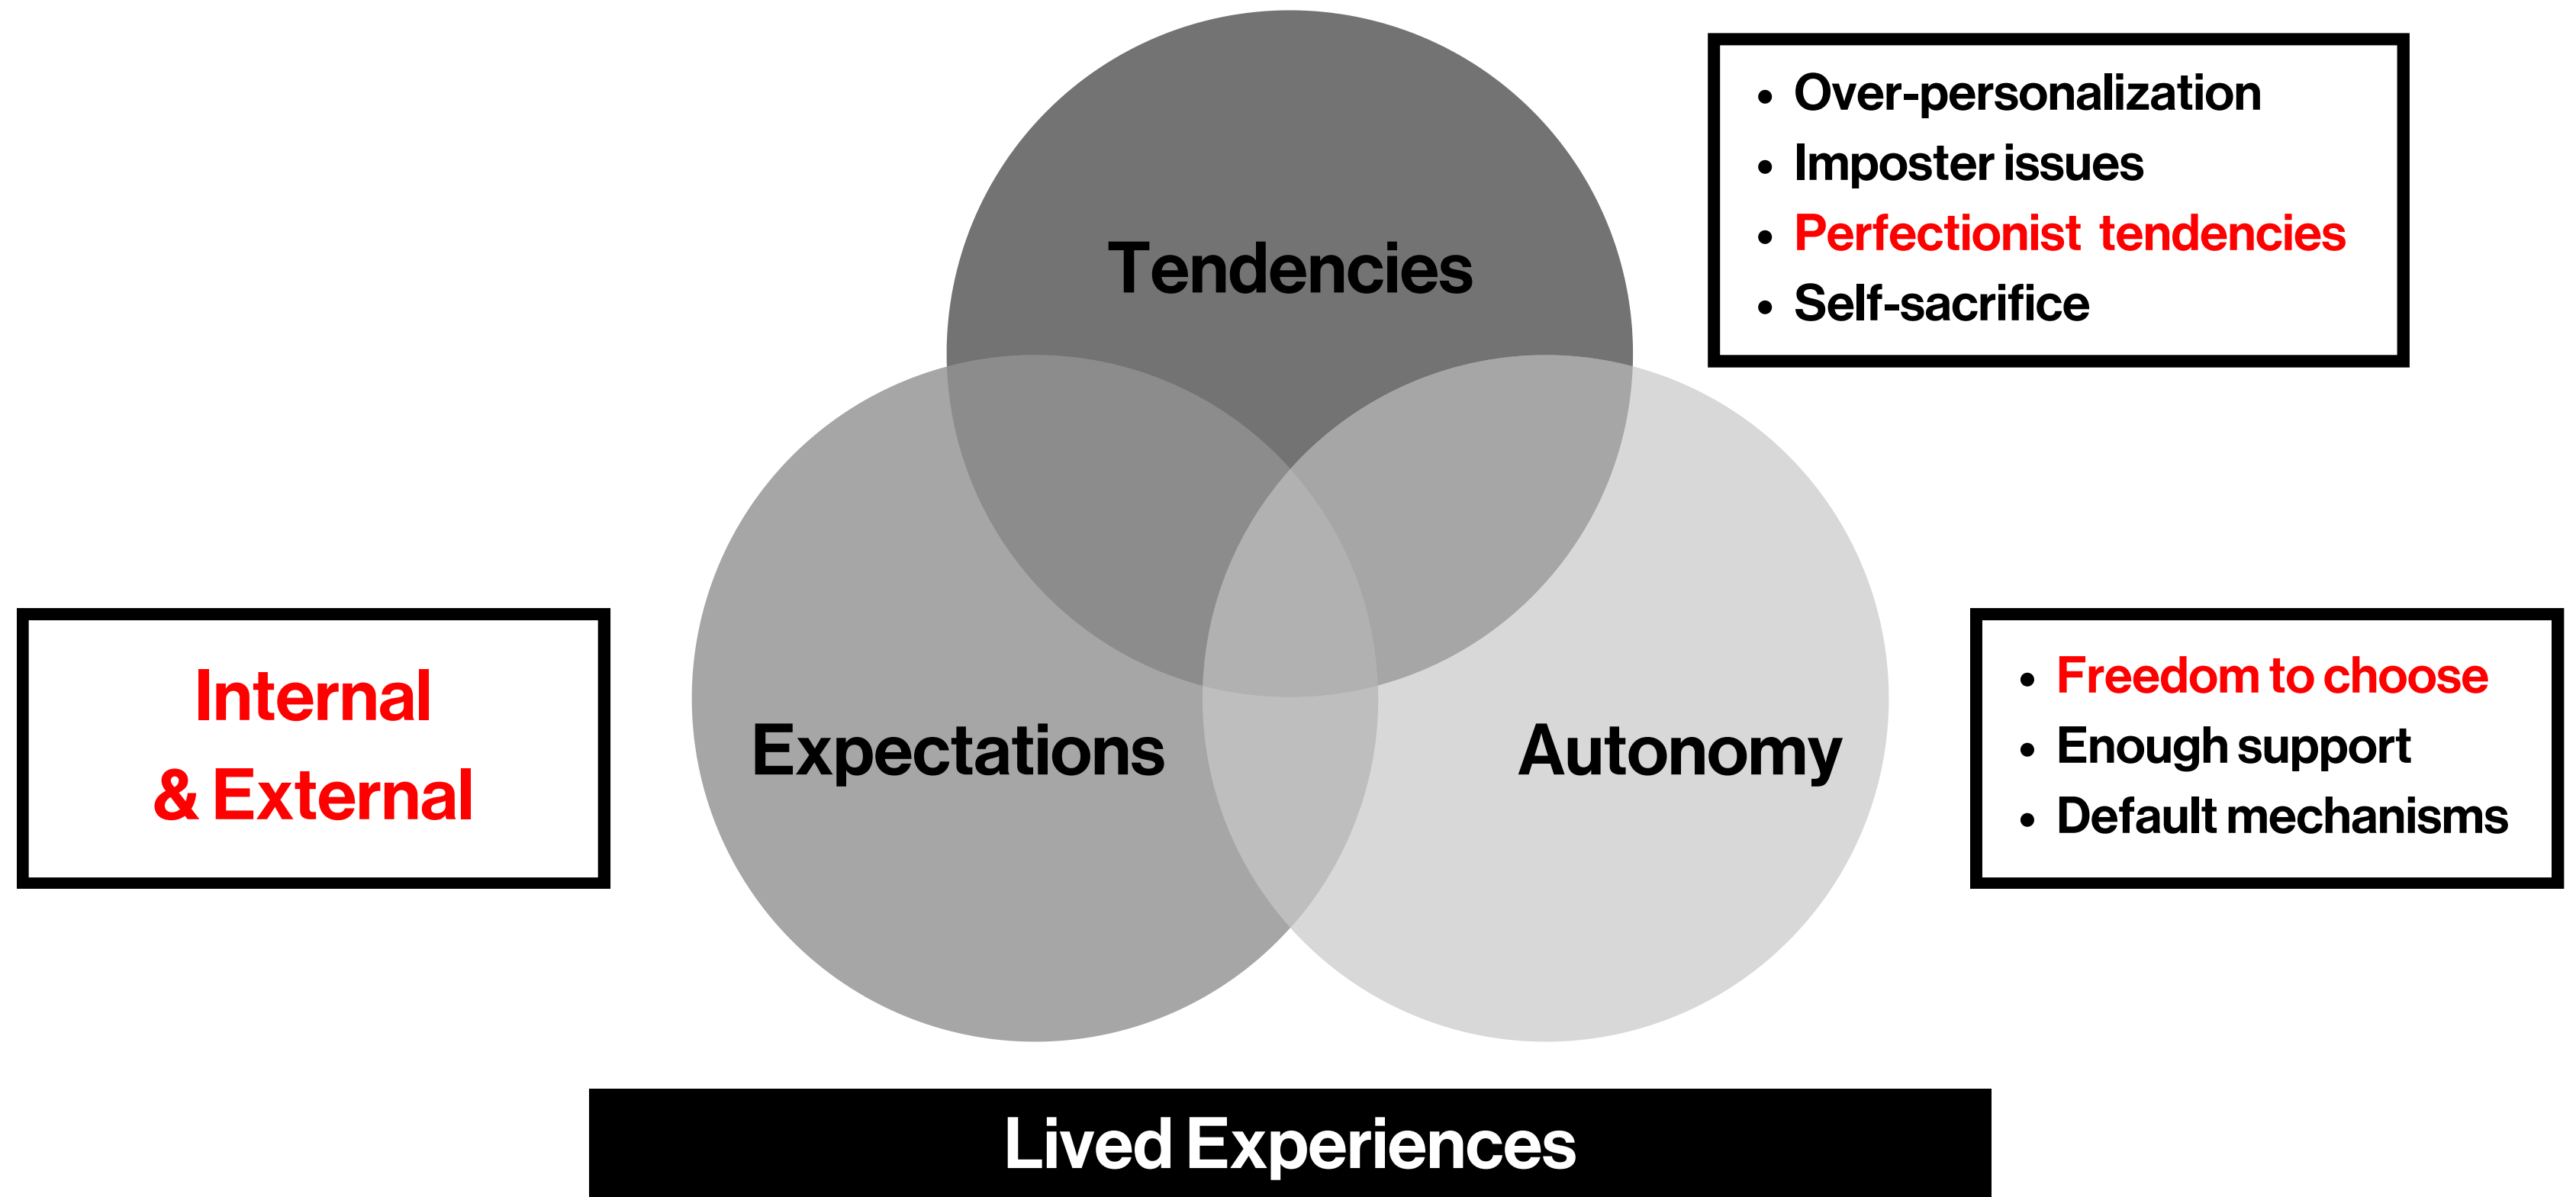 Tendencies
• Over-personalization
• Imposter issues
• Perfectionist tendencies
• Self-sacrifice
Internal
& External
Expectations
Autonomy
• Freedom to choose
• Enough support
• Default mechanisms
Lived Experiences